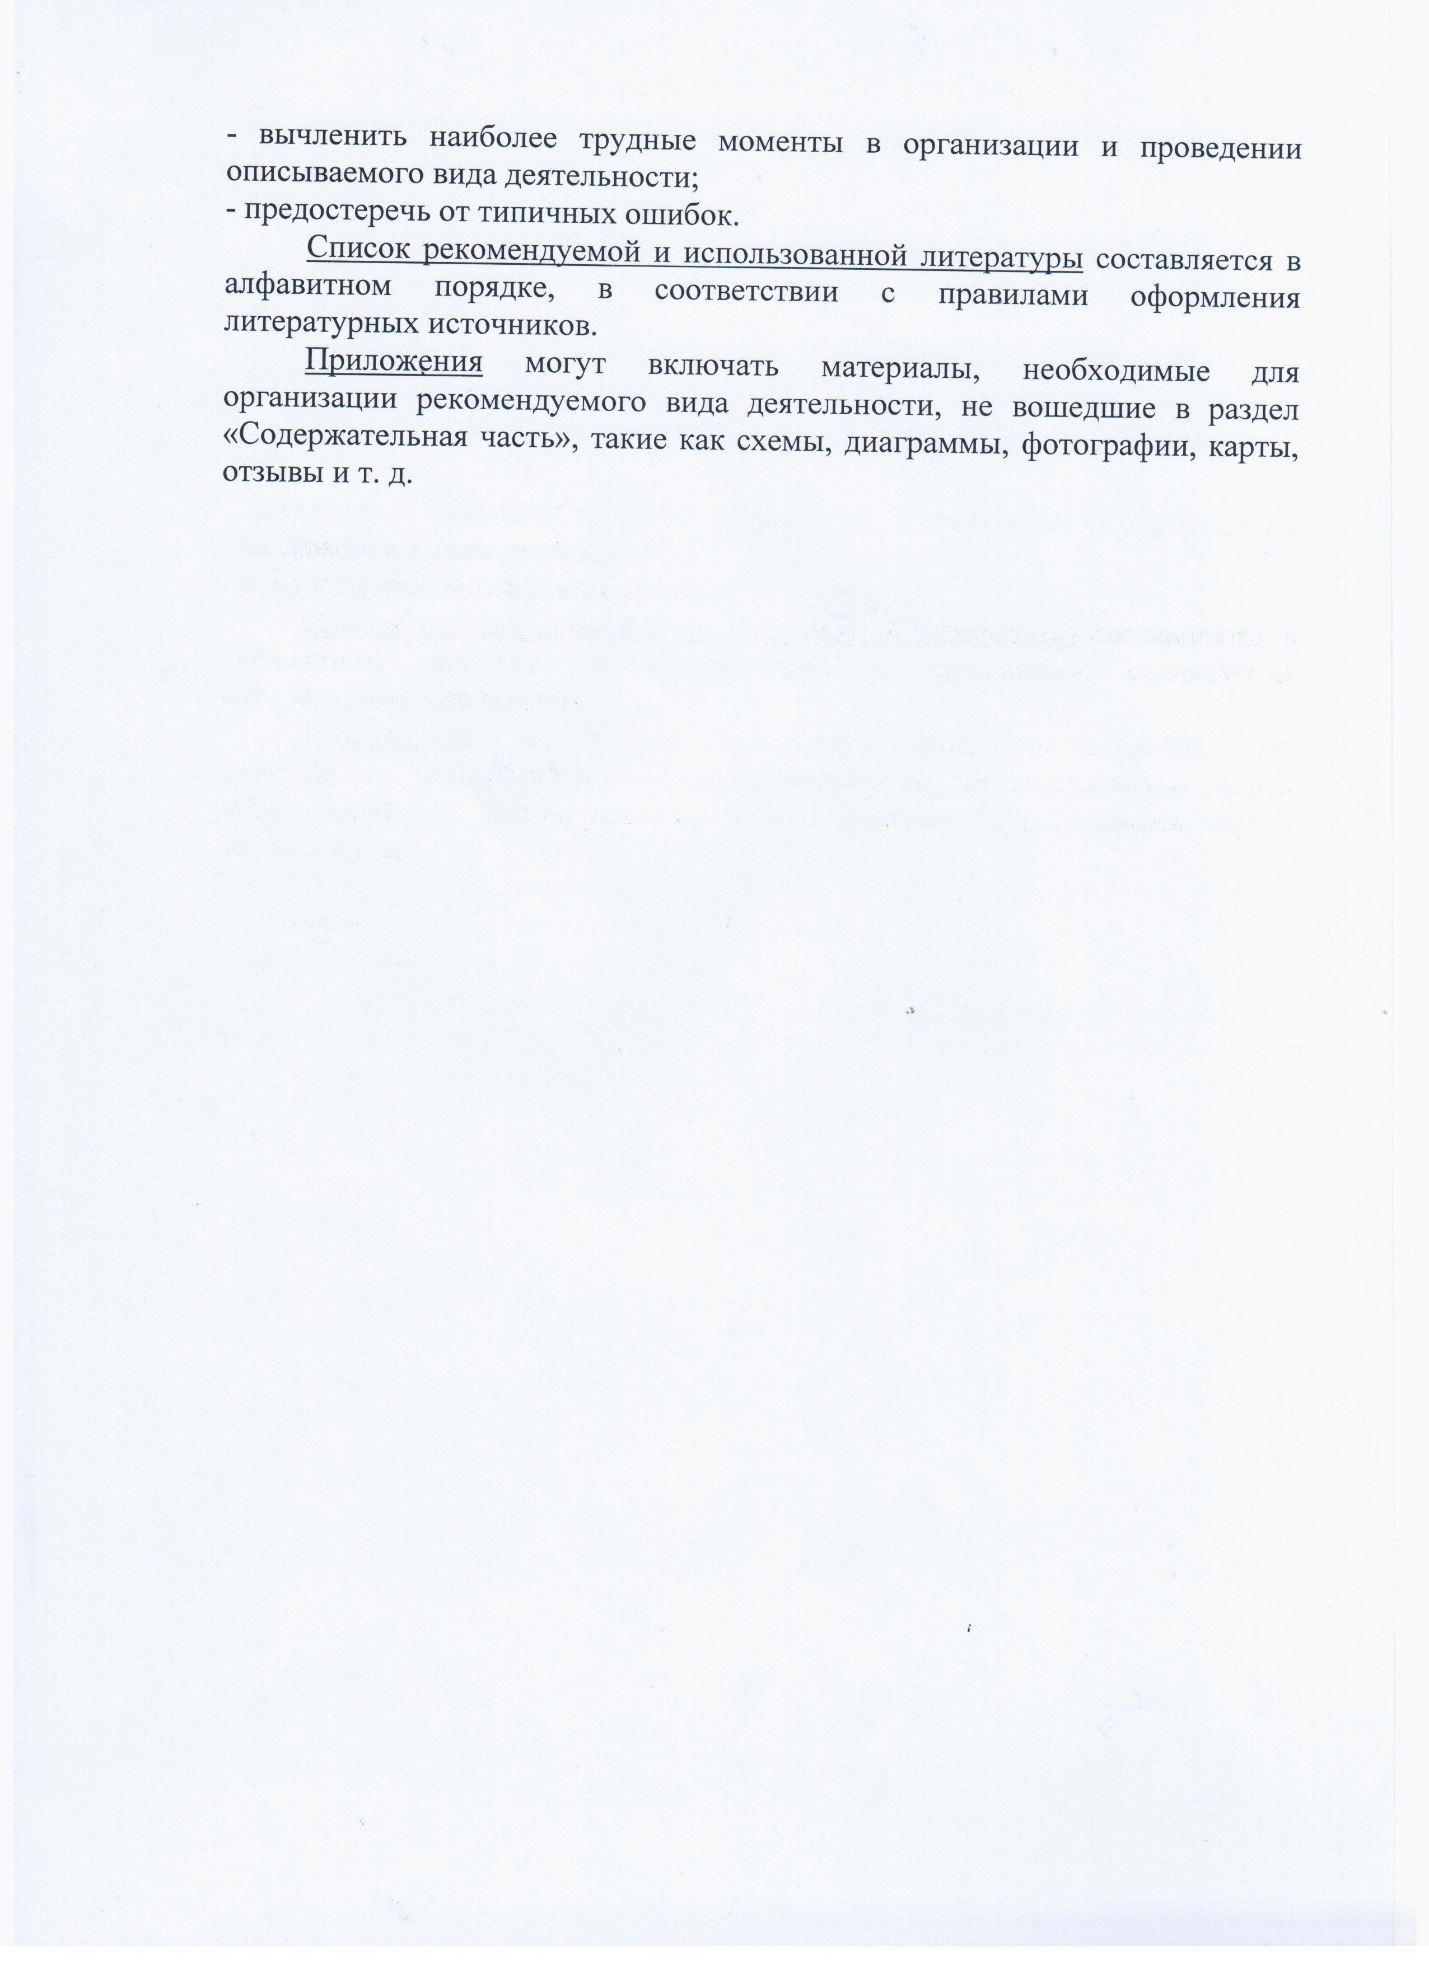 - вычленить наиболее трудные моменты в организации и проведении
описываемого вида деятельности;
- предостеречь от типичных ошибок.
Список рекомендуемой и использованной литературы составляется в
алфавитном порядке, в соответствии с правилами оформления
литературных источников.
Приложения могут включать материалы, необходимые для
организации рекомендуемого вида деятельности, не вошедшие в раздел
«Содержательная часть», такие как схемы, диаграммы, фотографии, карты,
отзывы и т. д.